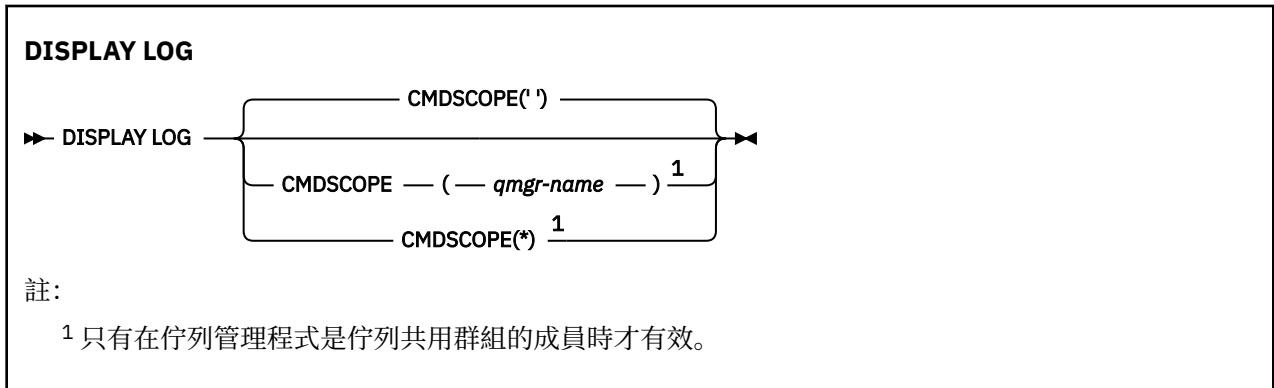 DISPLAY LOG
CMDSCOPE(' ')
DISPLAY LOG
CMDSCOPE ( qmgr-name ) 1
CMDSCOPE(*) 1
註：
1 只有在佇列管理程式是佇列共用群組的成員時才有效。